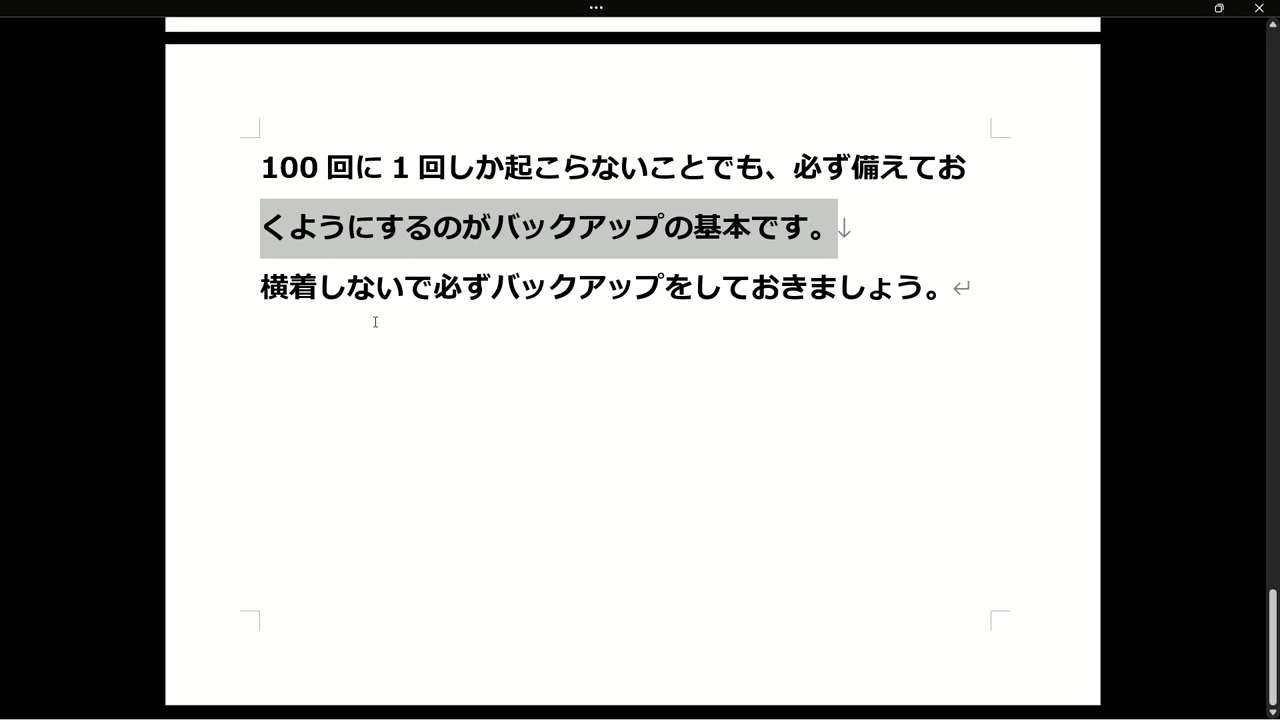 100 回に 1 回しか起こらないことでも、必ず備えてお
くようにするのがバックアップの基本です。
横着しないで必ずバックアップをしておきましょう。